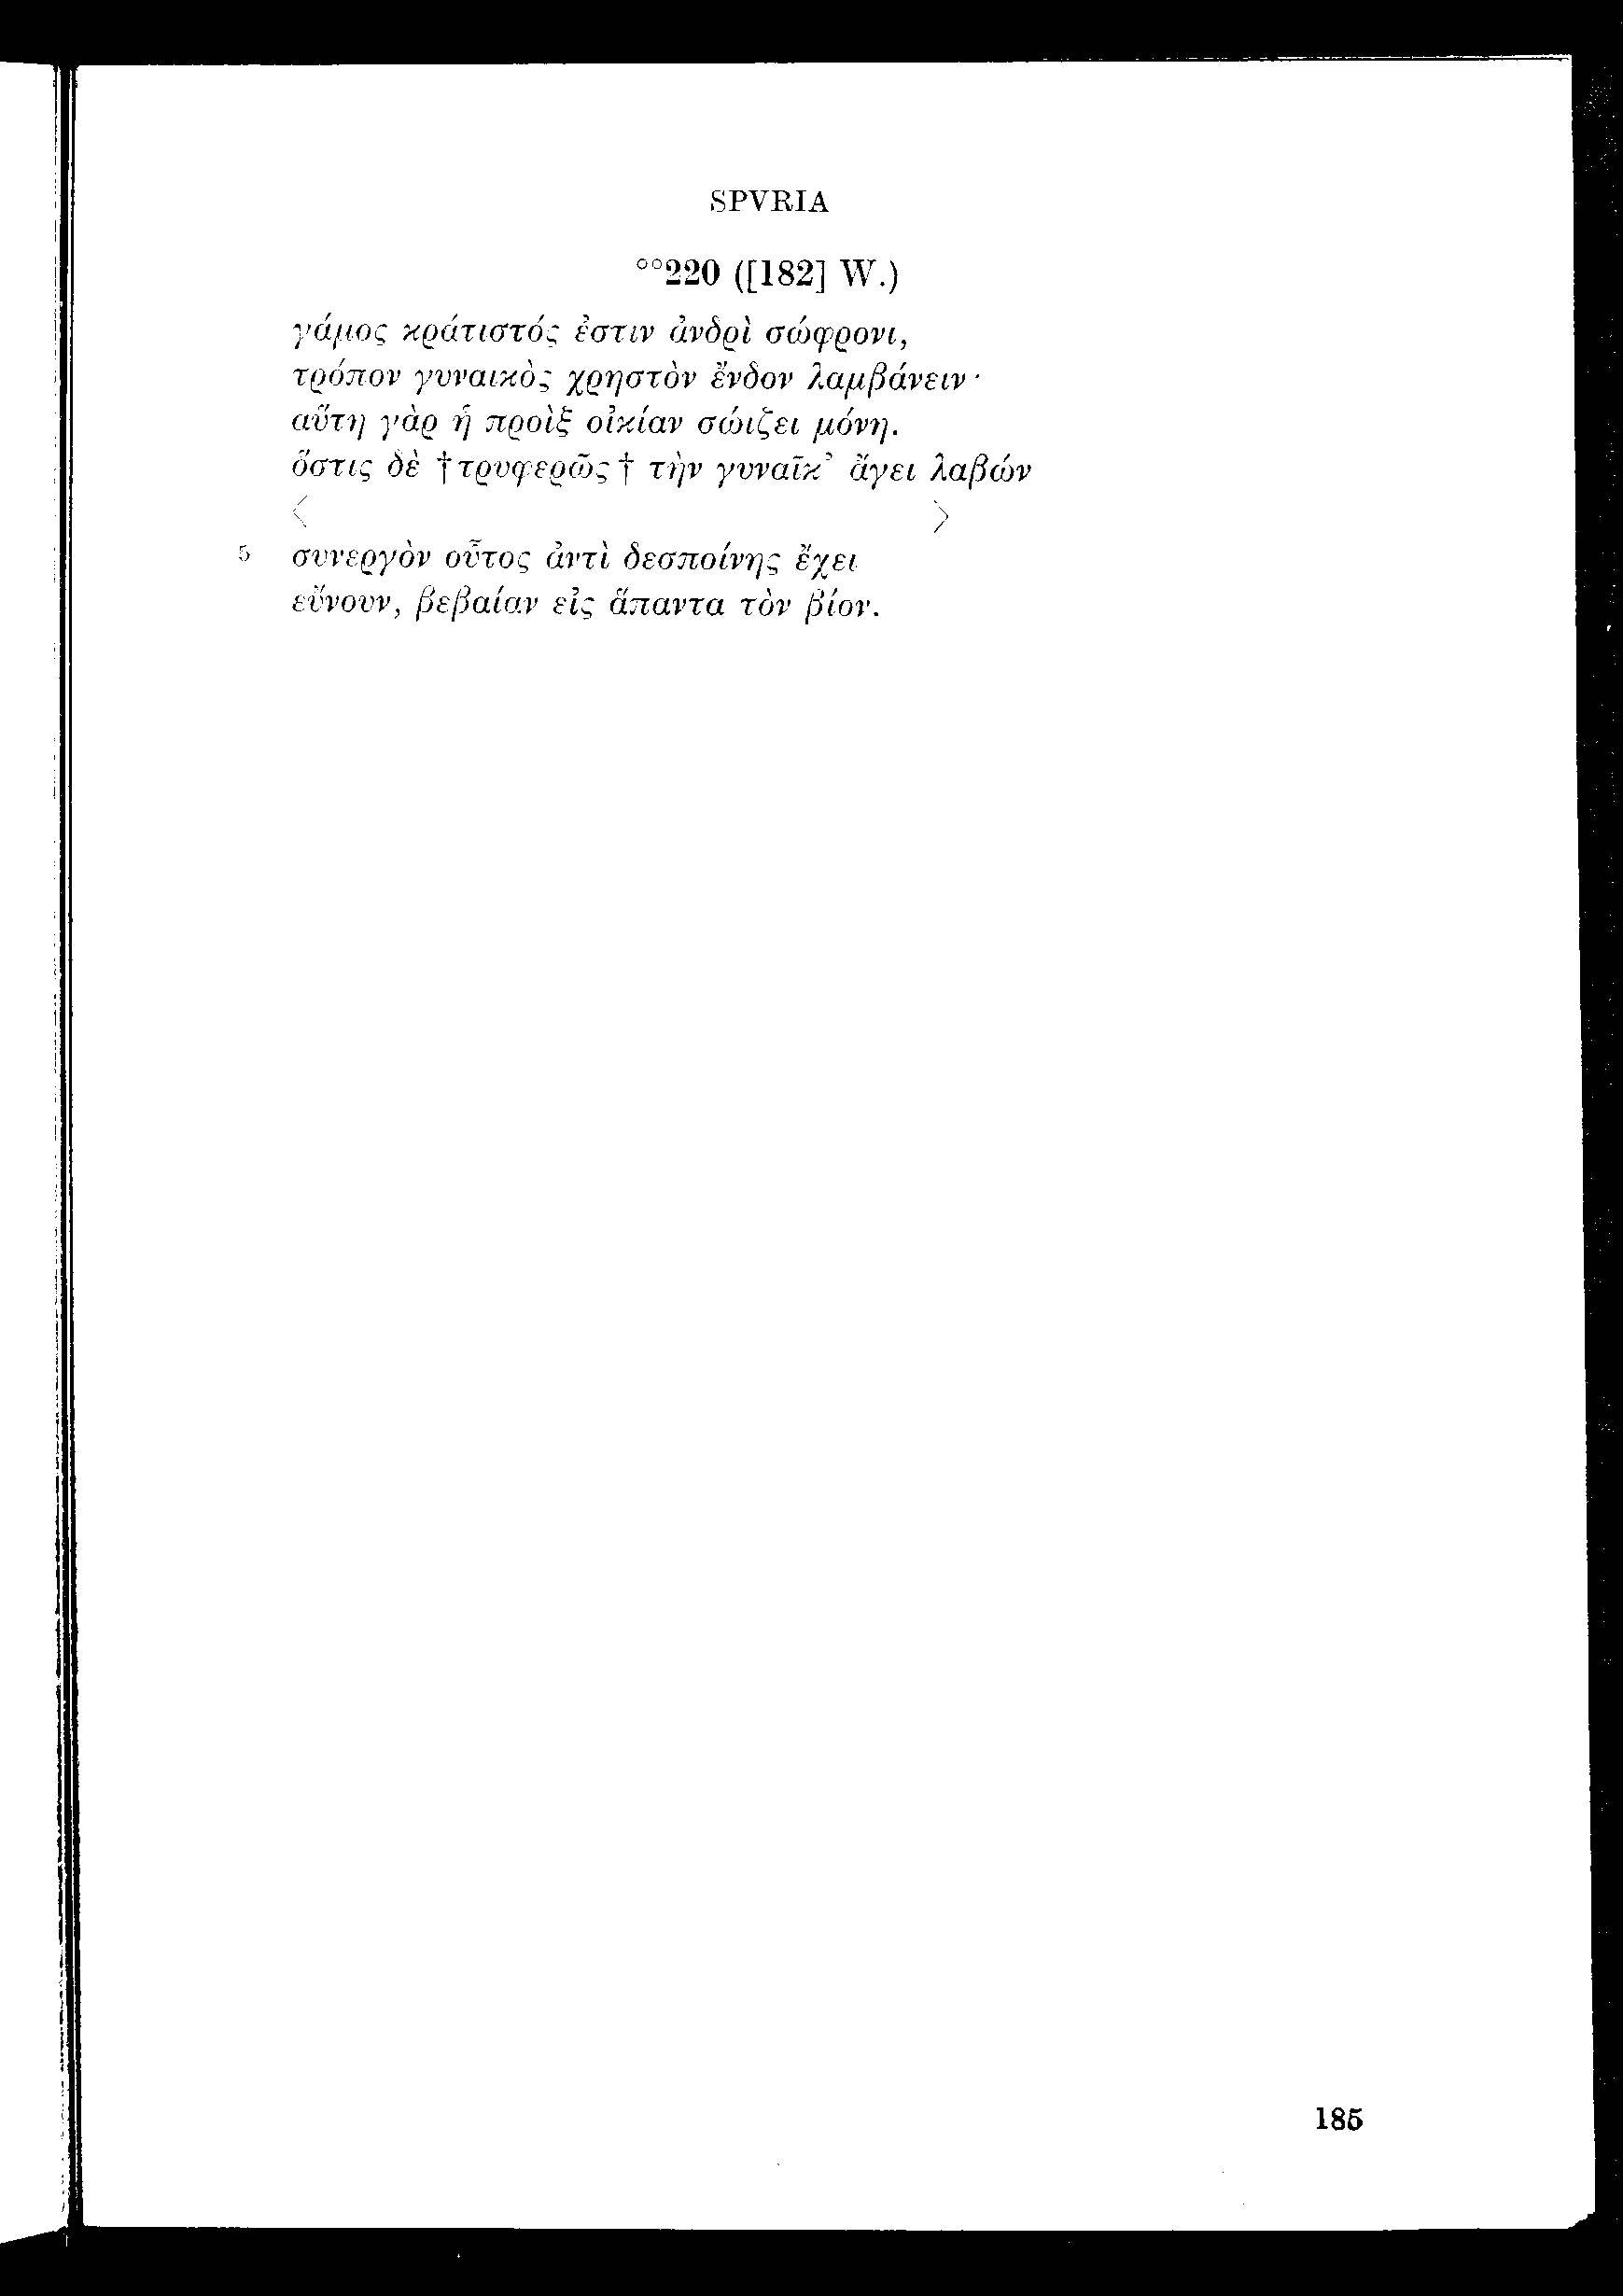 SPVRIA
°°220 ([182] W.)
γάμος κράτιστός ἐστιν ἀνδρὶ σώφρονι,
τρόπον γυναικὸς χρηστὸν ἔνδον λαμβάνειν·
αὕτη γὰρ ἡ προὶξ οἰκίαν σώιζει μόνη.
ὅστις δὲ †τρυφερῶς† τὴν γυναῖκ’ ἄγει λαβών
< >
5 συνεργὸν οὗτος ἀντὶ δεσποίνης ἔχει
εὔνουν, βεβαίαν εἰς ἅπαντα τὸν βίον.
185